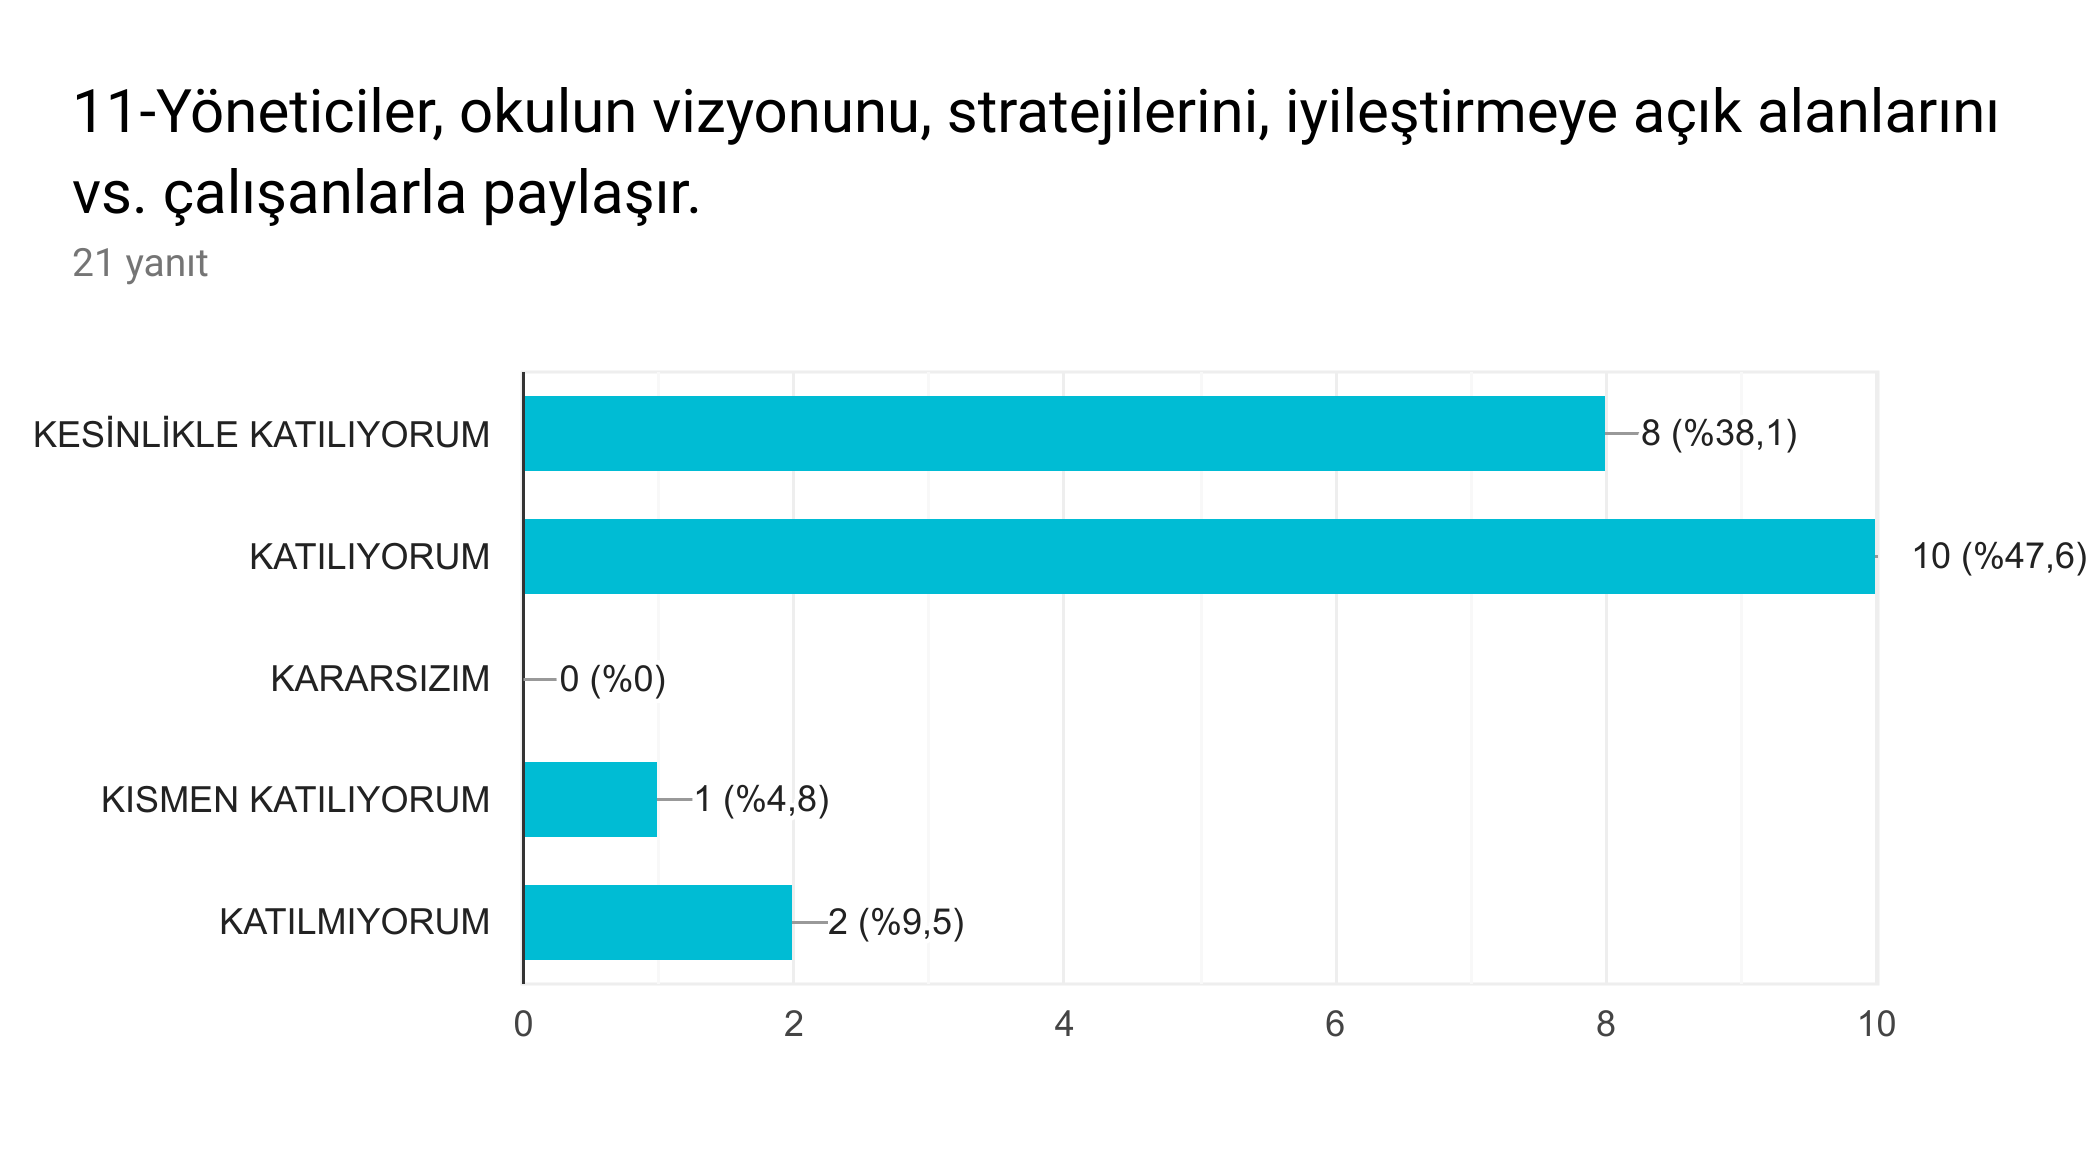 11-Yöneticiler, okulun vizyonunu, stratejilerini, iyileştirmeye açık alanlarını
vs. çalışanlarla paylaşır.
21 yanıt
KESİNLİKLE KATILIYORUM
8 (%38,1)
KATILIYORUM
10 (%47,6)
KARARSIZIM
0 (%0)
KISMEN KATILIYORUM
1 (%4,8)
KATILMIYORUM
2 (%9,5)
0 2 4 6 8 10